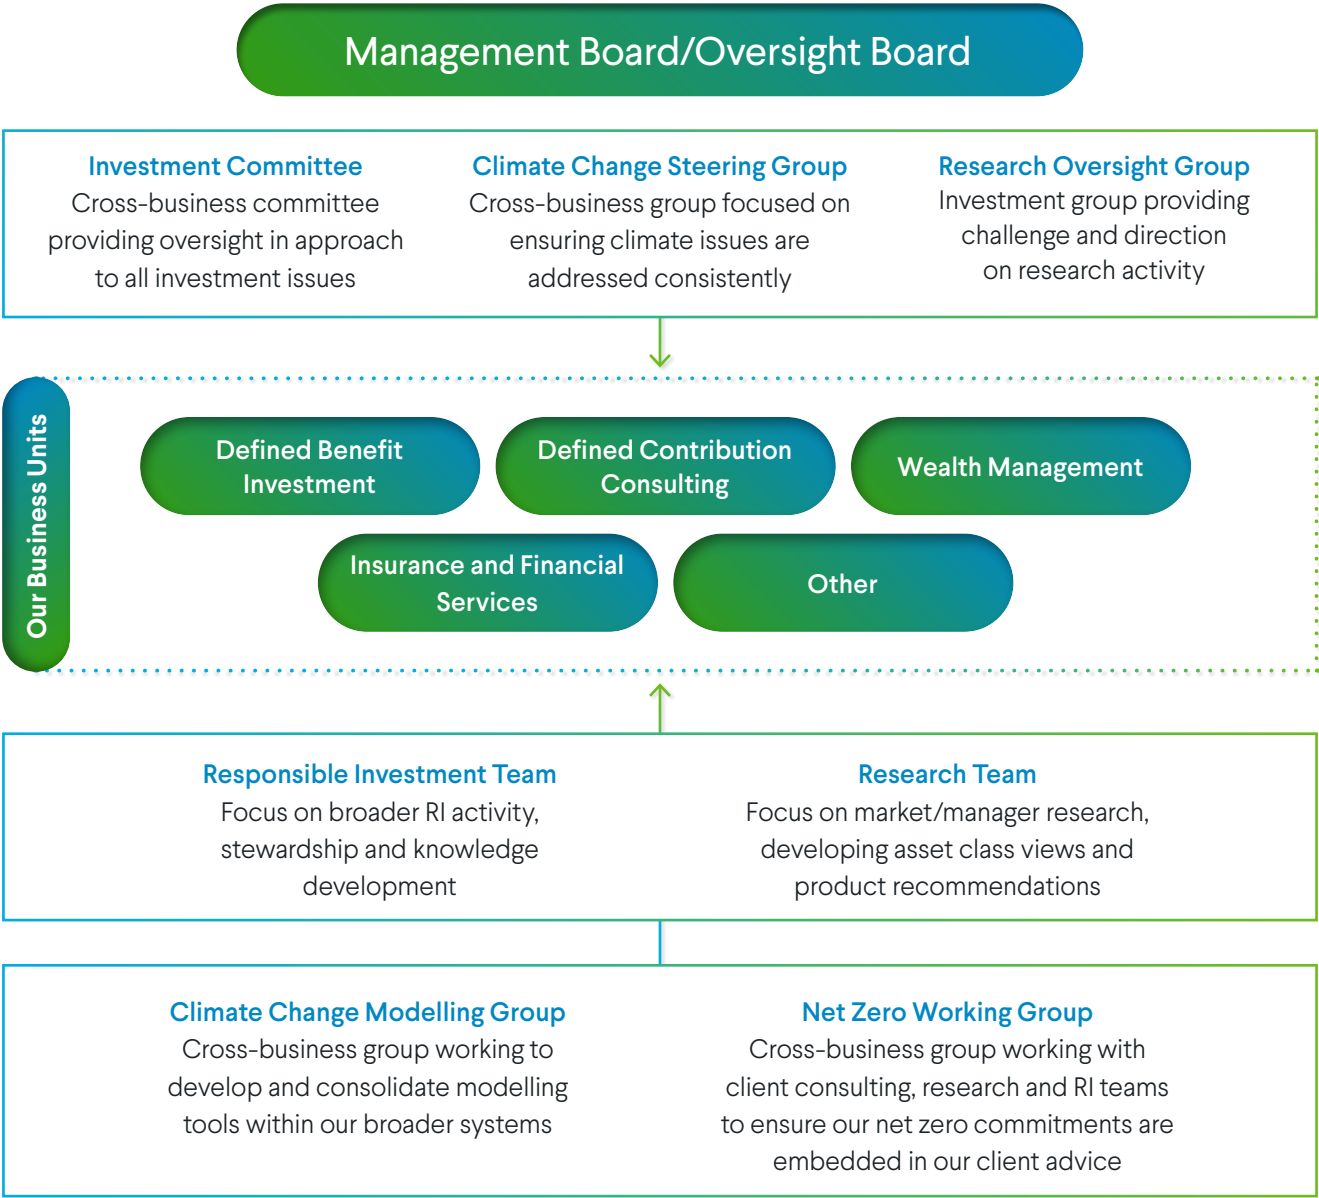 Management Board/Oversight Board
Investment Committee
Cross-business committee
providing oversight in approach
to all investment issues
Climate Change Steering Group
Cross-business group focused on
ensuring climate issues are
addressed consistently
Research Oversight Group
Investment group providing
challenge and direction
on research activity
Our Business Units
Defined Benefit
Investment
Defined Contribution
Consulting
Wealth Management
Insurance and Financial
Services
Other
Responsible Investment Team
Focus on broader RI activity,
stewardship and knowledge
development
Research Team
Focus on market/manager research,
developing asset class views and
product recommendations
Climate Change Modelling Group
Cross-business group working to
develop and consolidate modelling
tools within our broader systems
Net Zero Working Group
Cross-business group working with
client consulting, research and RI teams
to ensure our net zero commitments are
embedded in our client advice